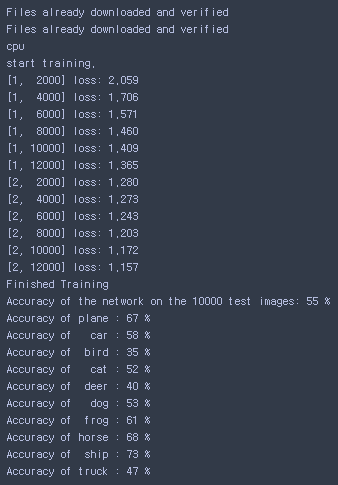 Files already downloaded and verified
Files already downloaded and verified
cpu
start training.
[1,  2000] loss: 2.059
[1,  4000] loss: 1.706
[1,  6000] loss: 1.571
[1,  8000] loss: 1.460
[1, 10000] loss: 1.409
[1, 12000] loss: 1.365
[2,  2000] loss: 1.280
[2,  4000] loss: 1.273
[2,  6000] loss: 1.243
[2,  8000] loss: 1.203
[2, 10000] loss: 1.172
[2, 12000] loss: 1.157
Finished Training
Accuracy of the network on the 10000 test images: 55 %
Accuracy of plane : 67 %
Accuracy of   car : 58 %
Accuracy of  bird : 35 %
Accuracy of   cat : 52 %
Accuracy of  deer : 40 %
Accuracy of   dog : 53 %
Accuracy of  frog : 61 %
Accuracy of horse : 68 %
Accuracy of  ship : 73 %
Accuracy of truck : 47 %